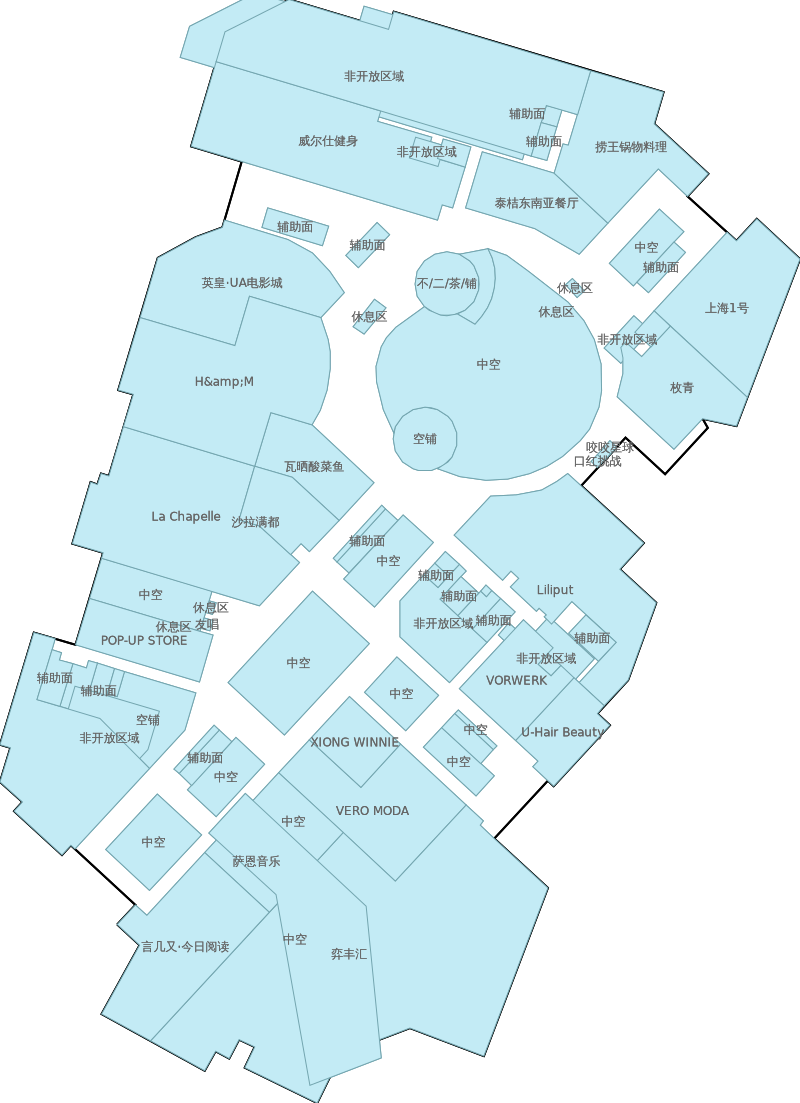 非开放区域
辅助面
辅助面
威尔仕健身
非开放区域
捞王锅物料理
泰桔东南亚餐厅
辅助面
辅助面
中空
辅助面
英皇·UA电影城
不/二/茶/铺
休息区
休息区
休息区
上海1号
非开放区域
中空
H&amp;M
枚青
空铺
咬咬星球
口红挑战
瓦晒酸菜鱼
La Chapelle
沙拉满都
辅助面
中空
辅助面
Liliput
中空
辅助面
休息区
休息区
友唱
非开放区域
辅助面
辅助面
POP-UP STORE
非开放区域
中空
辅助面
辅助面
VORWERK
中空
空铺
非开放区域
中空
U-Hair Beauty
XIONG WINNIE
辅助面
中空
中空
VERO MODA
中空
中空
萨恩音乐
中空
言几又·今日阅读
弈丰汇